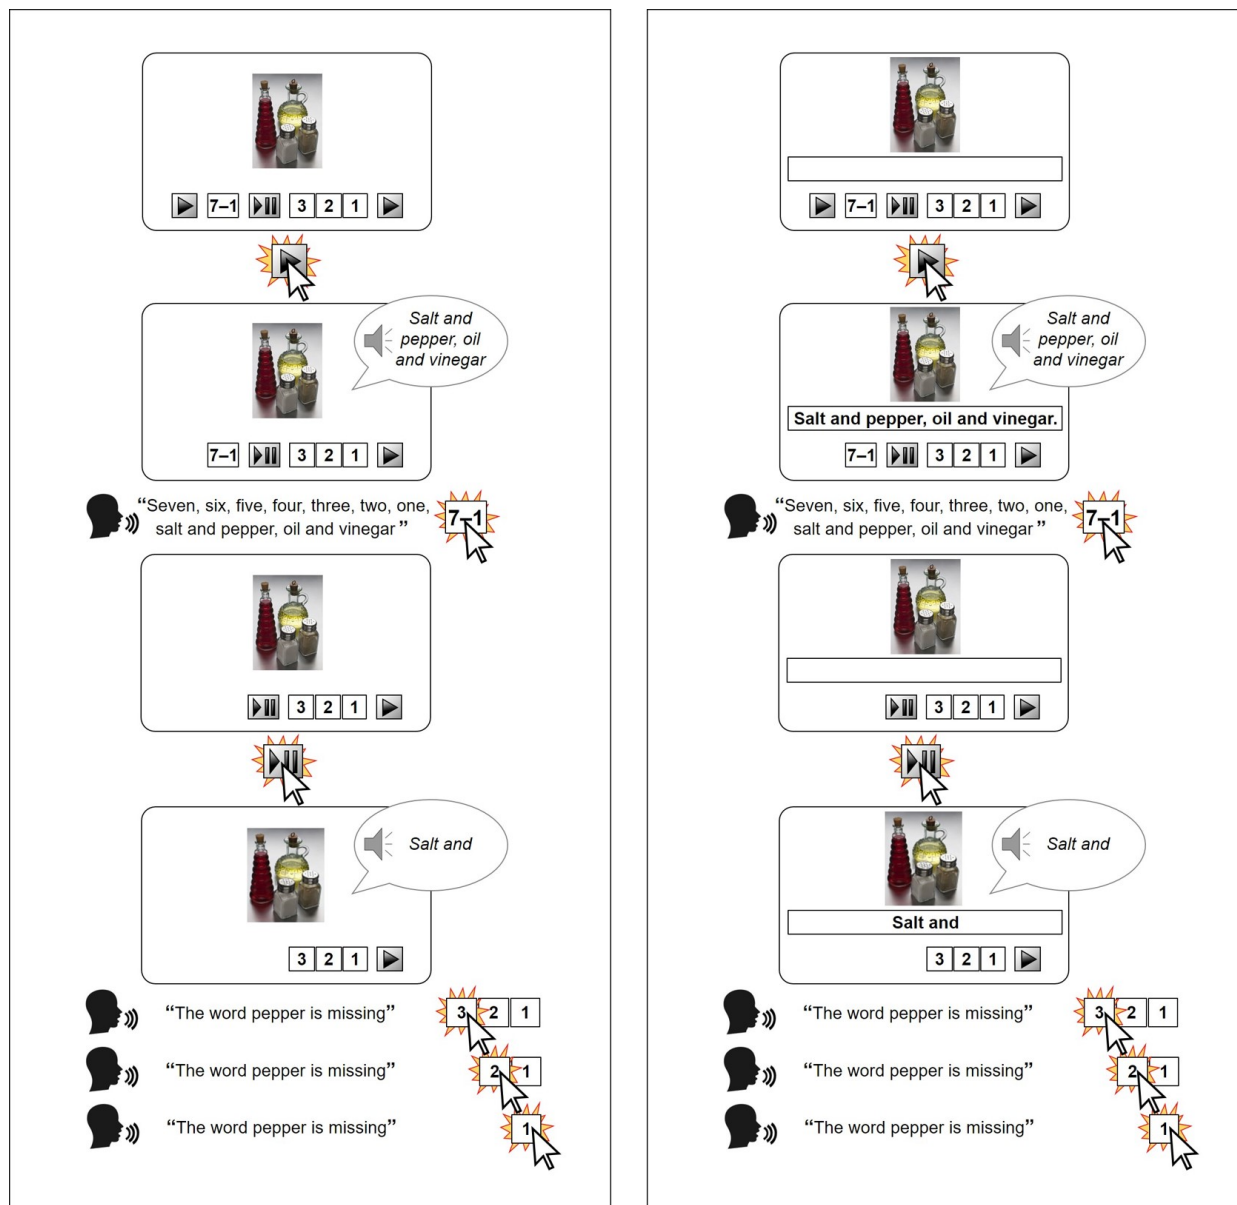 7–1 3 2 1
Salt and
pepper, oil
and vinegar
7–1 3 2 1
“Seven, six, five, four, three, two, one,
salt and pepper, oil and vinegar”
7–1
3 2 1
Salt and
3 2 1
“The word pepper is missing”
3 2 1
“The word pepper is missing”
2 1
“The word pepper is missing”
1
7–1 3 2 1
Salt and
pepper, oil
and vinegar
Salt and pepper, oil and vinegar.
7–1 3 2 1
“Seven, six, five, four, three, two, one,
salt and pepper, oil and vinegar”
7–1
3 2 1
Salt and
Salt and
3 2 1
“The word pepper is missing”
3 2 1
“The word pepper is missing”
2 1
“The word pepper is missing”
1